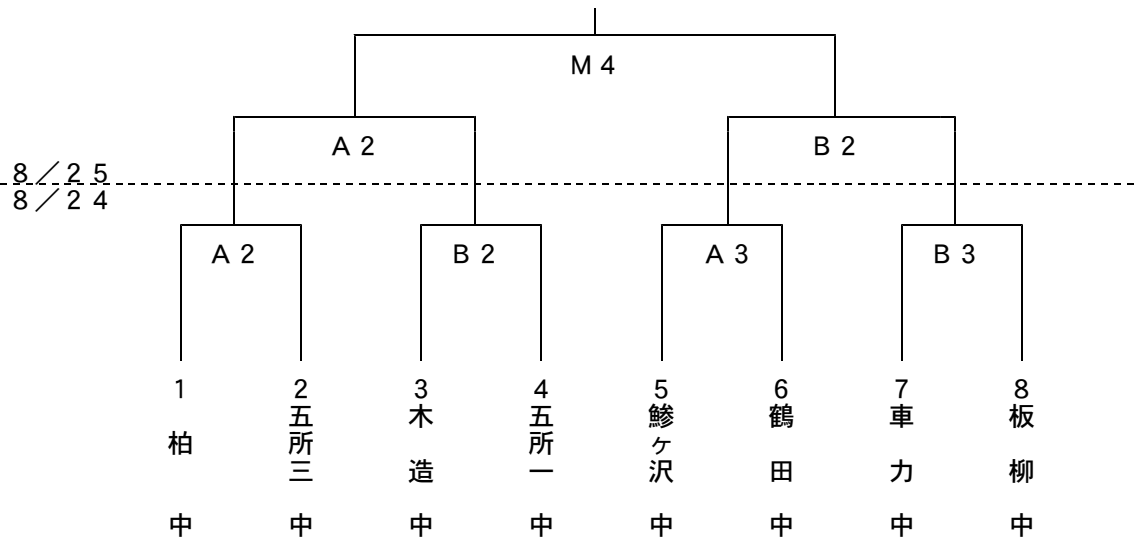 Ｍ４
Ａ２
Ｂ２
８／２５
８／２４
Ａ２
Ｂ２
Ａ３
Ｂ３
１
２
３
４
５
６
７
８
柏中
五所三中
木造中
五所一中
鰺ヶ沢中
鶴田中
車力中
板柳中